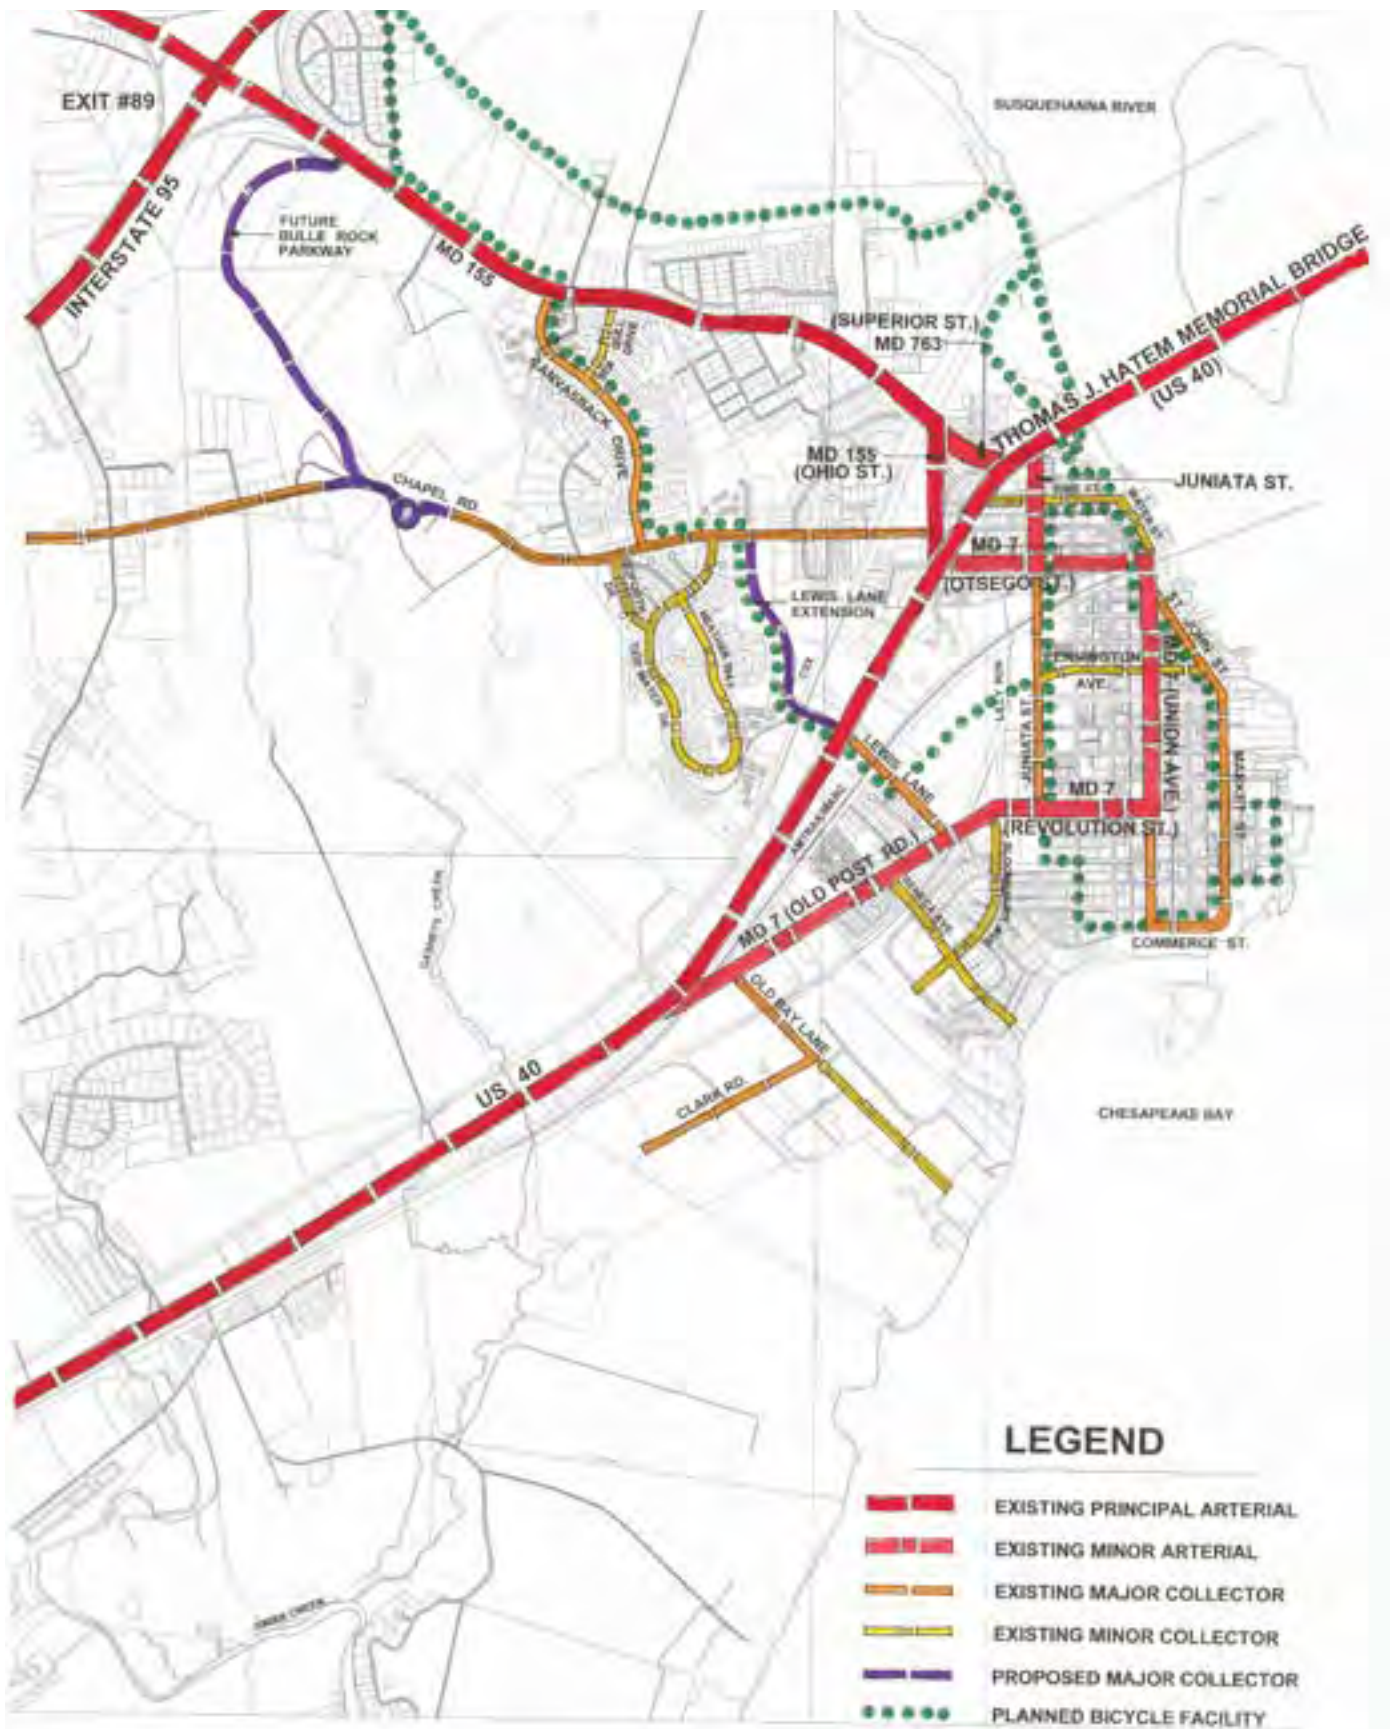 EXIT #89
SUSQUEHANNA RIVER
INTERSTATE 95
FUTURE
BULLE ROCK
PARKWAY
MD 155
THOMAS J. HATEM MEMORIAL BRIDGE
(US 40)
(SUPERIOR ST.)
MD 763
DRIVE
MD 155
(OHIO ST.)
JUNIATA ST.
CHAPEL RD
MD 7
(OTSEGO ST.)
LEWIS LANE
EXTENSION
ST. JOHN ST.
AVE.
CSX
JUNIATA ST.
MD 7 (UNION AVE.)
LEWIS LANE
MARKET ST.
MD 7
(REVOLUTION ST.)
MD 7 (OLD POST RD.)
COMMERCE ST.
OLD BAY LANE
US 40
CLARK RD.
CHESAPEAKE BAY
LEGEND
EXISTING PRINCIPAL ARTERIAL
EXISTING MINOR ARTERIAL
EXISTING MAJOR COLLECTOR
EXISTING MINOR COLLECTOR
PROPOSED MAJOR COLLECTOR
PLANNED BICYCLE FACILITY